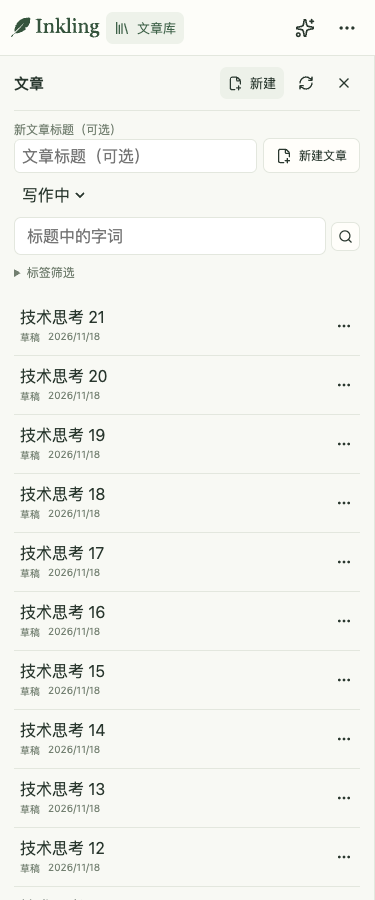 Inkling 文章库
文章 新建
新文章标题（可选）
文章标题（可选） 新建文章
写作中
标题中的字词
标签筛选
技术思考 21
草稿 2026/11/18
技术思考 20
草稿 2026/11/18
技术思考 19
草稿 2026/11/18
技术思考 18
草稿 2026/11/18
技术思考 17
草稿 2026/11/18
技术思考 16
草稿 2026/11/18
技术思考 15
草稿 2026/11/18
技术思考 14
草稿 2026/11/18
技术思考 13
草稿 2026/11/18
技术思考 12
草稿 2026/11/18